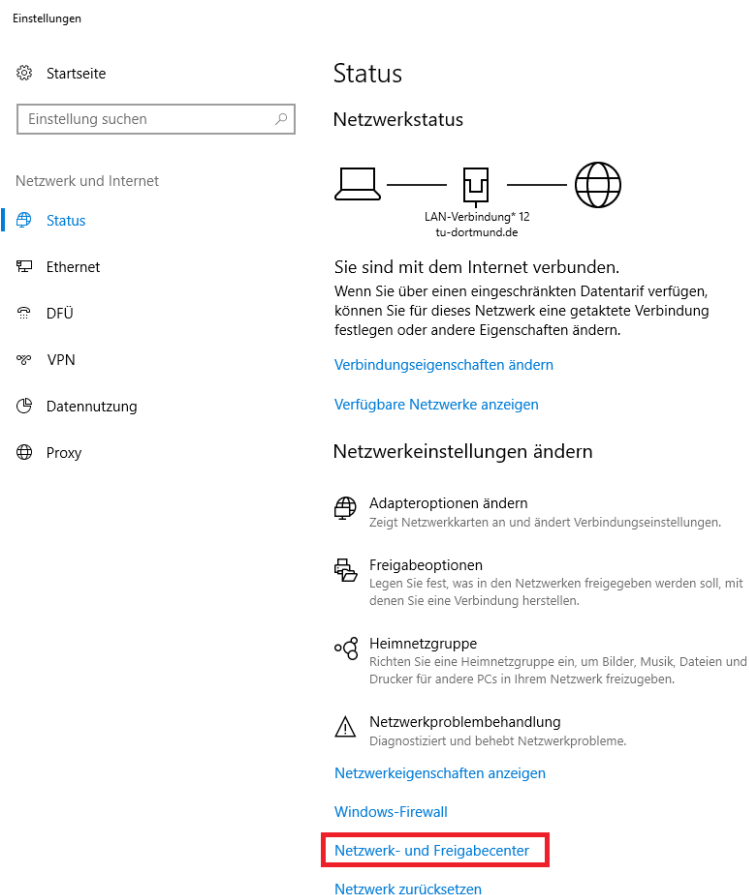 Einstellungen
Startseite
Einstellung suchen
Netzwerk und Internet
Status
Ethernet
DFÜ
VPN
Datennutzung
Proxy
Status
Netzwerkstatus
LAN-Verbindung* 12
tu-dortmund.de
Sie sind mit dem Internet verbunden.
Wenn Sie über einen eingeschränkten Datentarif verfügen,
können Sie für dieses Netzwerk eine getaktete Verbindung
festlegen oder andere Eigenschaften ändern.
Verbindungseigenschaften ändern
Verfügbare Netzwerke anzeigen
Netzwerkeinstellungen ändern
Adapteroptionen ändern
Zeigt Netzwerkkarten an und ändert Verbindungseinstellungen.
Freigabeoptionen
Legen Sie fest, was in den Netzwerken freigegeben werden soll, mit
denen Sie eine Verbindung herstellen.
Heimnetzgruppe
Richten Sie eine Heimnetzgruppe ein, um Bilder, Musik, Dateien und
Drucker für andere PCs in Ihrem Netzwerk freizugeben.
Netzwerkproblembehandlung
Diagnostiziert und behebt Netzwerkprobleme.
Netzwerkeigenschaften anzeigen
Windows-Firewall
Netzwerk- und Freigabecenter
Netzwerk zurücksetzen